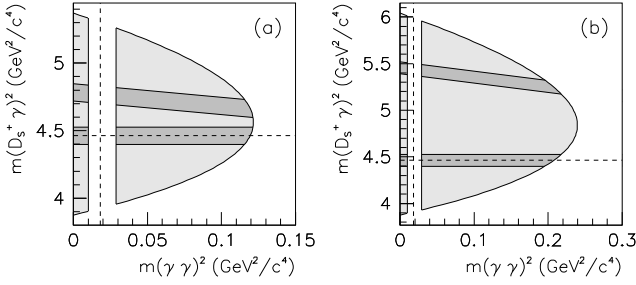 (a)
m(D_s^+ γ)^2 (GeV^2/c^4)
5
4.5
4
0.05
0.1
0.15
m(γ γ)^2 (GeV^2/c^4)
(b)
m(D_s^+ γ)^2 (GeV^2/c^4)
6
5.5
5
4.5
4
0
0.1
0.2
0.3
m(γ γ)^2 (GeV^2/c^4)